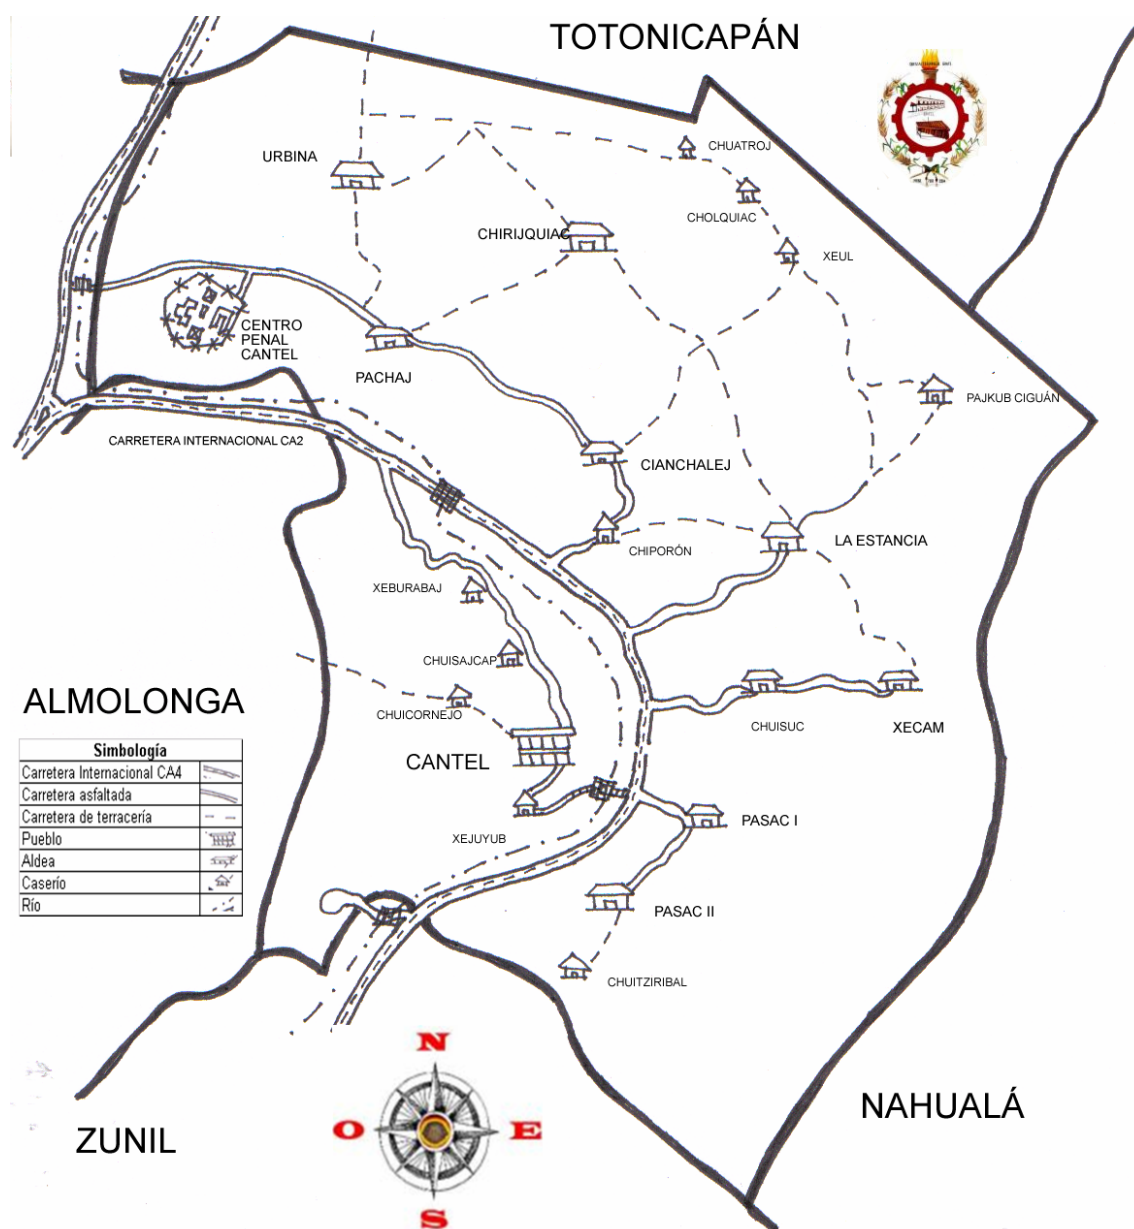 TOTONICAPÁN
URBINA
CHUATROJ
CHOLQUIAC
CHIRIJQUIAC
XEUL
CENTRO
PENAL
CANTEL
PACHAJ
PAJKUB CIGUÁN
CARRETERA INTERNACIONAL CA2
CIANCHALEJ
CHIPORÓN
LA ESTANCIA
XEBURABAJ
CHUISAJCAP
ALMOLONGA
CHUICORNEJO
CHUISUC
XECAM
CANTEL
Simbología
Carretera Internacional CA4
Carretera asfaltada
Carretera de terracería
Pueblo
Aldea
Caserío
Río
PASAC I
XEJUYUB
PASAC II
CHUITZIRIBAL
N
O
E
S
NAHUALÁ
ZUNIL